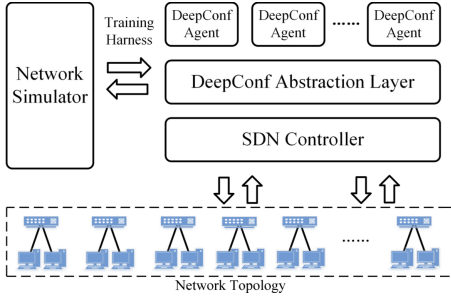 Training
Harness
DeepConf
Agent
DeepConf
Agent
......
DeepConf
Agent
Network
Simulator
DeepConf Abstraction Layer
SDN Controller
......
Network Topology